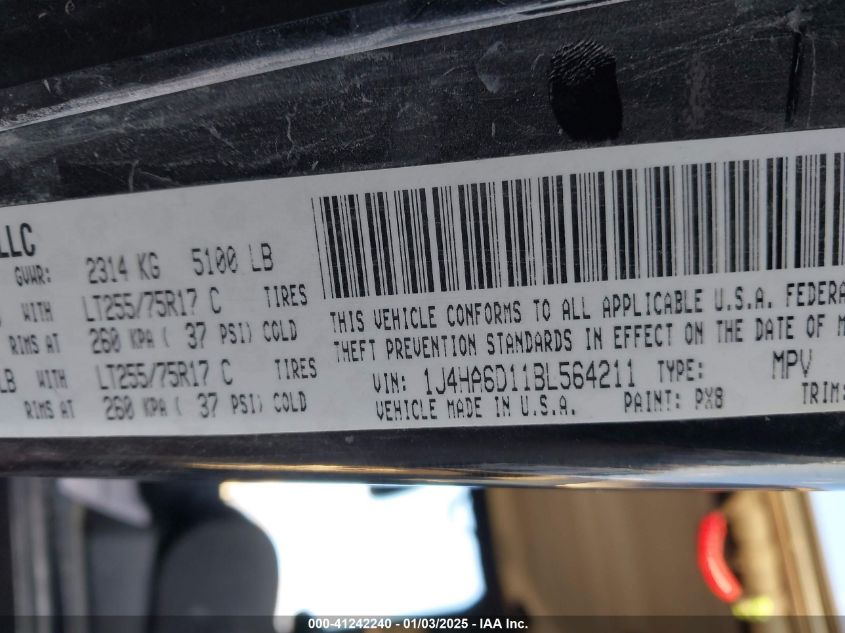 LLC
GVWR: 2314 KG 5100 LB
WITH LT255/75R17 C TIRES
RIMS AT 260 KPA ( 37 PSI) COLD
LB WITH LT255/75R17 C TIRES
RIMS AT 260 KPA ( 37 PSI) COLD
THIS VEHICLE CONFORMS TO ALL APPLICABLE U.S.A. FEDERA
THEFT PREVENTION STANDARDS IN EFFECT ON THE DATE OF M
VIN: 1J4HA6D11BL564211 TYPE: MPV
VEHICLE MADE IN U.S.A. PAINT: PX8 TRIM:
000-41242240 - 01/03/2025 - IAA Inc.